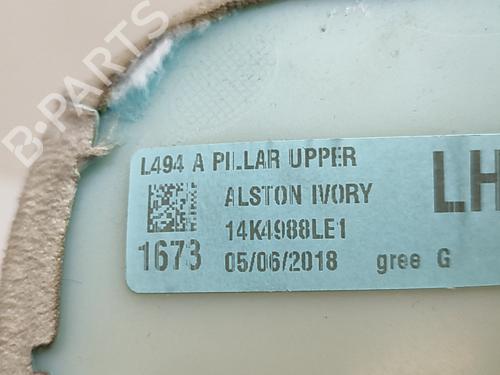 B-PARTS
L494 A PILLAR UPPER
LH
ALSTON IVORY
14K4988LE1
1673
05/06/2018 gree G